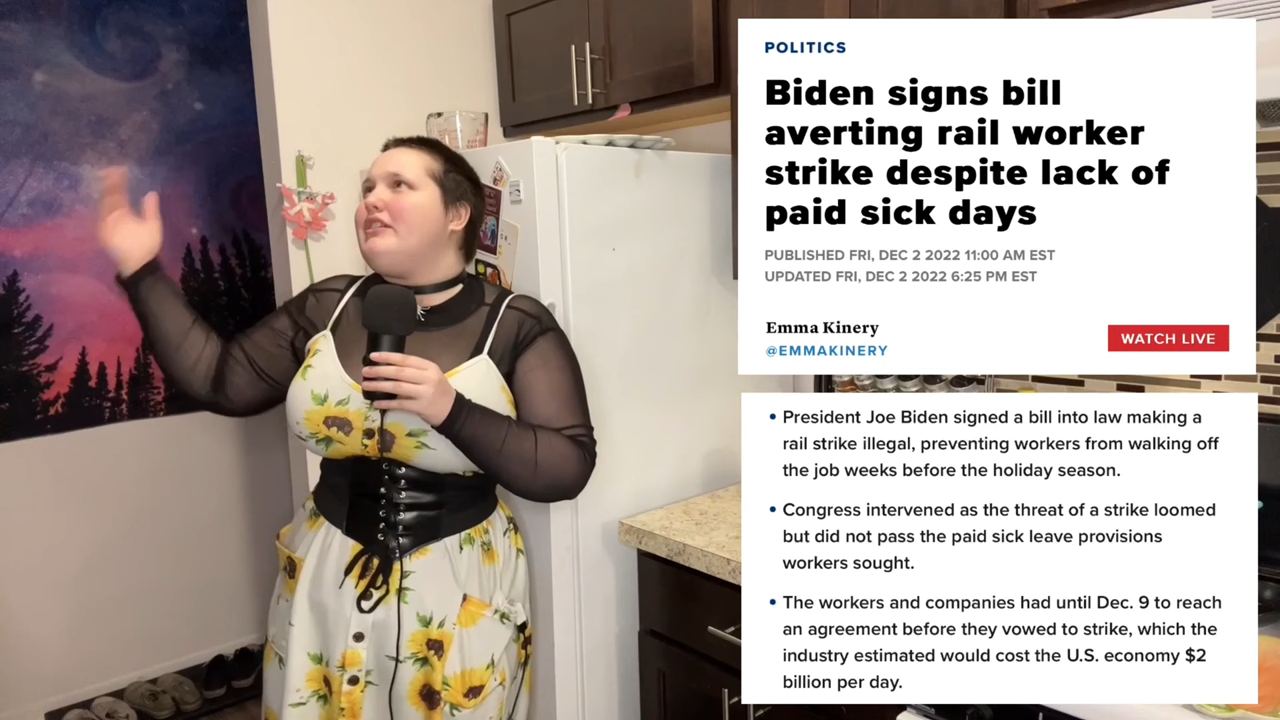 POLITICS
Biden signs bill
averting rail worker
strike despite lack of
paid sick days
PUBLISHED FRI, DEC 2 2022 11:00 AM EST
UPDATED FRI, DEC 2 2022 6:25 PM EST
Emma Kinery
@EMMAKINERY
WATCH LIVE
• President Joe Biden signed a bill into law making a
rail strike illegal, preventing workers from walking off
the job weeks before the holiday season.
• Congress intervened as the threat of a strike loomed
but did not pass the paid sick leave provisions
workers sought.
• The workers and companies had until Dec. 9 to reach
an agreement before they vowed to strike, which the
industry estimated would cost the U.S. economy $2
billion per day.